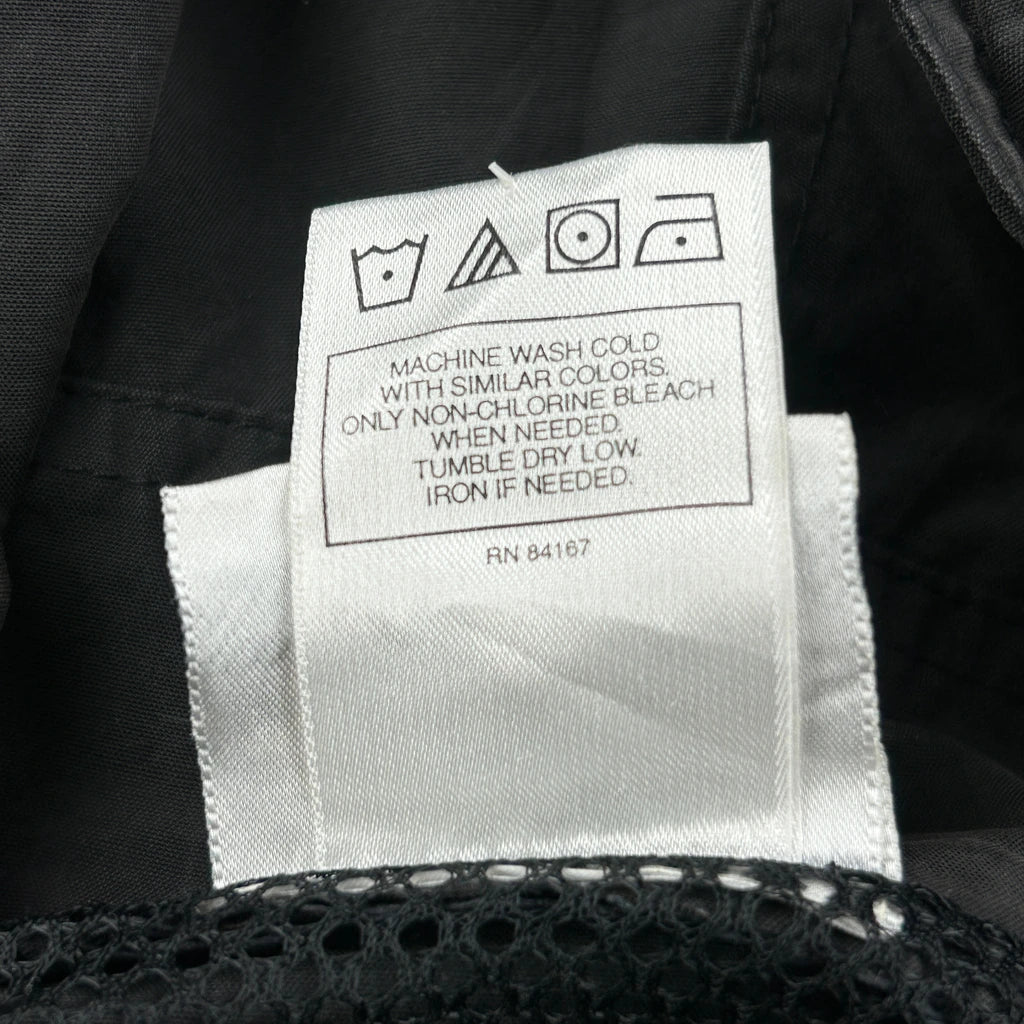 MACHINE WASH COLD
WITH SIMILAR COLORS.
ONLY NON-CHLORINE BLEACH
WHEN NEEDED.
TUMBLE DRY LOW.
IRON IF NEEDED.
RN 84167